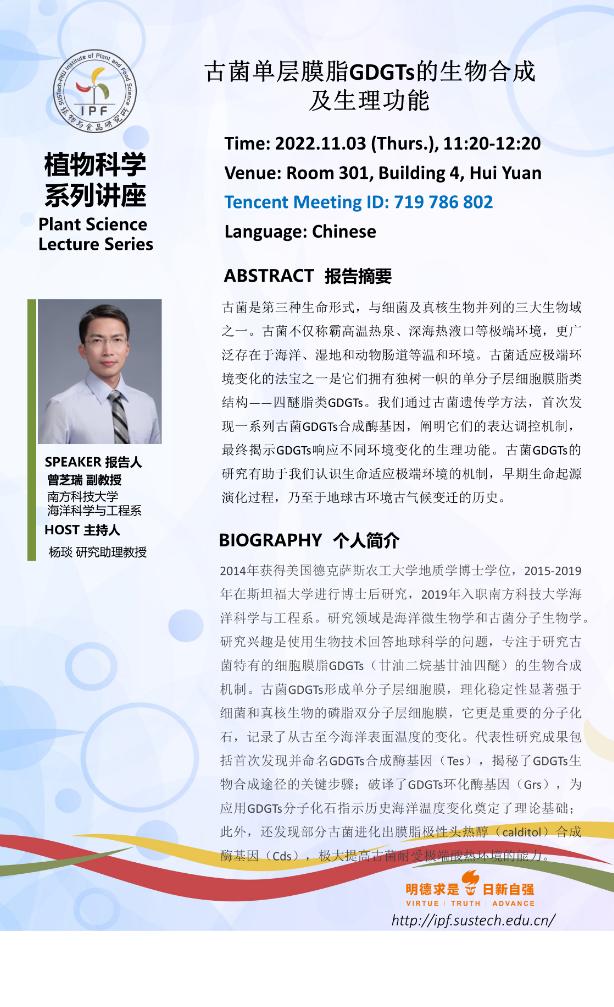 SUSTech-PKU Institute of Plant and Food Science
IPF
植物与食品研究所
植物科学
系列讲座
Plant Science
Lecture Series
SPEAKER 报告人
曾芝瑞 副教授
南方科技大学
海洋科学与工程系
HOST 主持人
杨琰 研究助理教授
古菌单层膜脂GDGTs的生物合成
及生理功能
Time: 2022.11.03 (Thurs.), 11:20-12:20
Venue: Room 301, Building 4, Hui Yuan
Tencent Meeting ID: 719 786 802
Language: Chinese
ABSTRACT 报告摘要
古菌是第三种生命形式，与细菌及真核生物并列的三大生物域
之一。古菌不仅称霸高温热泉、深海热液口等极端环境，更广
泛存在于海洋、湿地和动物肠道等温和环境。古菌适应极端环
境变化的法宝之一是它们拥有独树一帜的单分子层细胞膜脂类
结构——四醚脂类GDGTs。我们通过古菌遗传学方法，首次发
现一系列古菌GDGTs合成酶基因，阐明它们的表达调控机制，
最终揭示GDGTs响应不同环境变化的生理功能。古菌GDGTs的
研究有助于我们认识生命适应极端环境的机制，早期生命起源
演化过程，乃至于地球古环境古气候变迁的历史。
BIOGRAPHY 个人简介
2014年获得美国德克萨斯农工大学地质学博士学位，2015-2019
年在斯坦福大学进行博士后研究，2019年入职南方科技大学海
洋科学与工程系。研究领域是海洋微生物学和古菌分子生物学。
研究兴趣是使用生物技术回答地球科学的问题，专注于研究古
菌特有的细胞膜脂GDGTs（甘油二烷基甘油四醚）的生物合成
机制。古菌GDGTs形成单分子层细胞膜，理化稳定性显著强于
细菌和真核生物的磷脂双分子层细胞膜，它更是重要的分子化
石，记录了从古至今海洋表面温度的变化。代表性研究成果包
括首次发现并命名GDGTs合成酶基因（Tes），揭秘了GDGTs生
物合成途径的关键步骤；破译了GDGTs环化酶基因（Grs），为
应用GDGTs分子化石指示历史海洋温度变化奠定了理论基础；
此外，还发现部分古菌进化出膜脂极性头热醇（calditol）合成
酶基因（Cds），极大提高古菌耐受极端酸热环境的能力。
明德求是 日新自强
VIRTUE | TRUTH | ADVANCE
http://ipf.sustech.edu.cn/